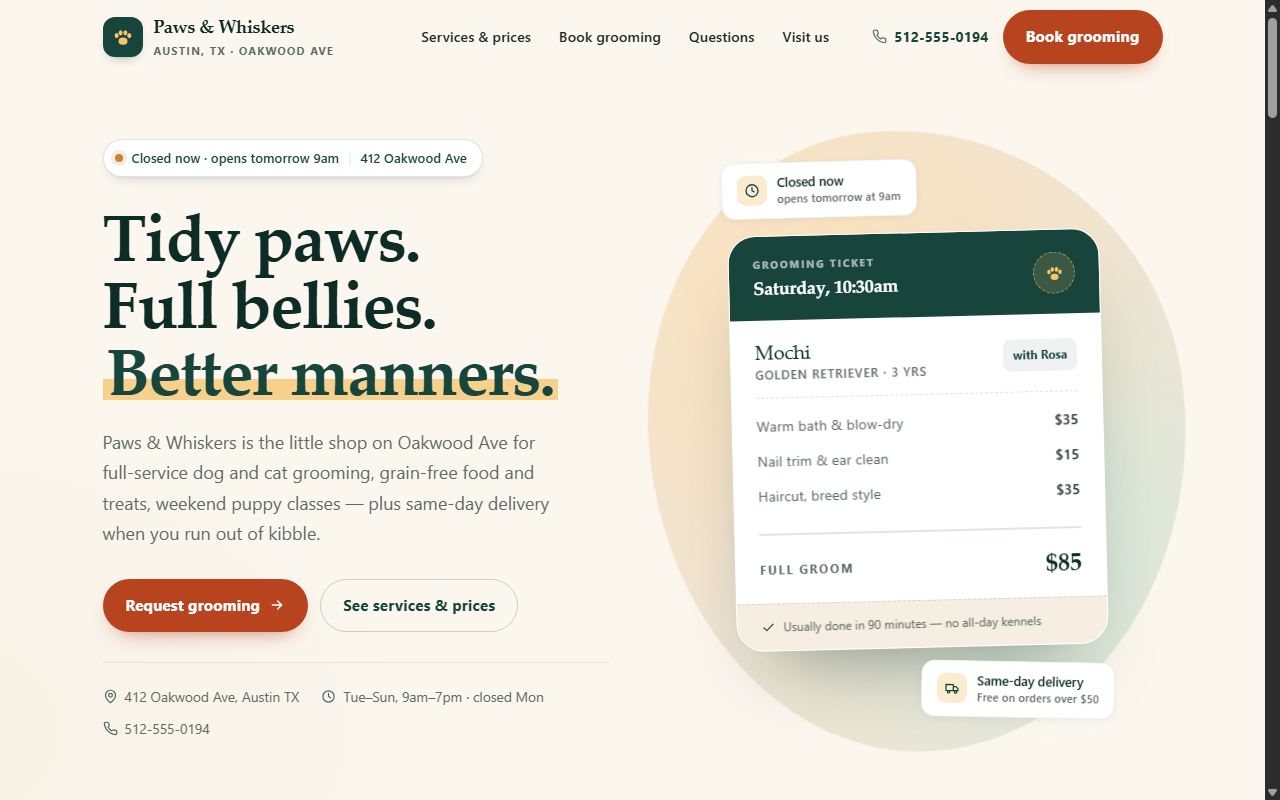 Paws & Whiskers
AUSTIN, TX · OAKWOOD AVE
Services & prices
Book grooming
Questions
Visit us
512-555-0194
Book grooming
Closed now · opens tomorrow 9am
412 Oakwood Ave
Tidy paws.
Full bellies.
Better manners.
Paws & Whiskers is the little shop on Oakwood Ave for
full-service dog and cat grooming, grain-free food and
treats, weekend puppy classes — plus same-day delivery
when you run out of kibble.
Request grooming
See services & prices
412 Oakwood Ave, Austin TX
Tue–Sun, 9am–7pm · closed Mon
512-555-0194
Closed now
opens tomorrow at 9am
GROOMING TICKET
Saturday, 10:30am
Mochi
GOLDEN RETRIEVER · 3 YRS
with Rosa
Warm bath & blow-dry $35
Nail trim & ear clean $15
Haircut, breed style $35
FULL GROOM $85
Usually done in 90 minutes — no all-day kennels
Same-day delivery
Free on orders over $50